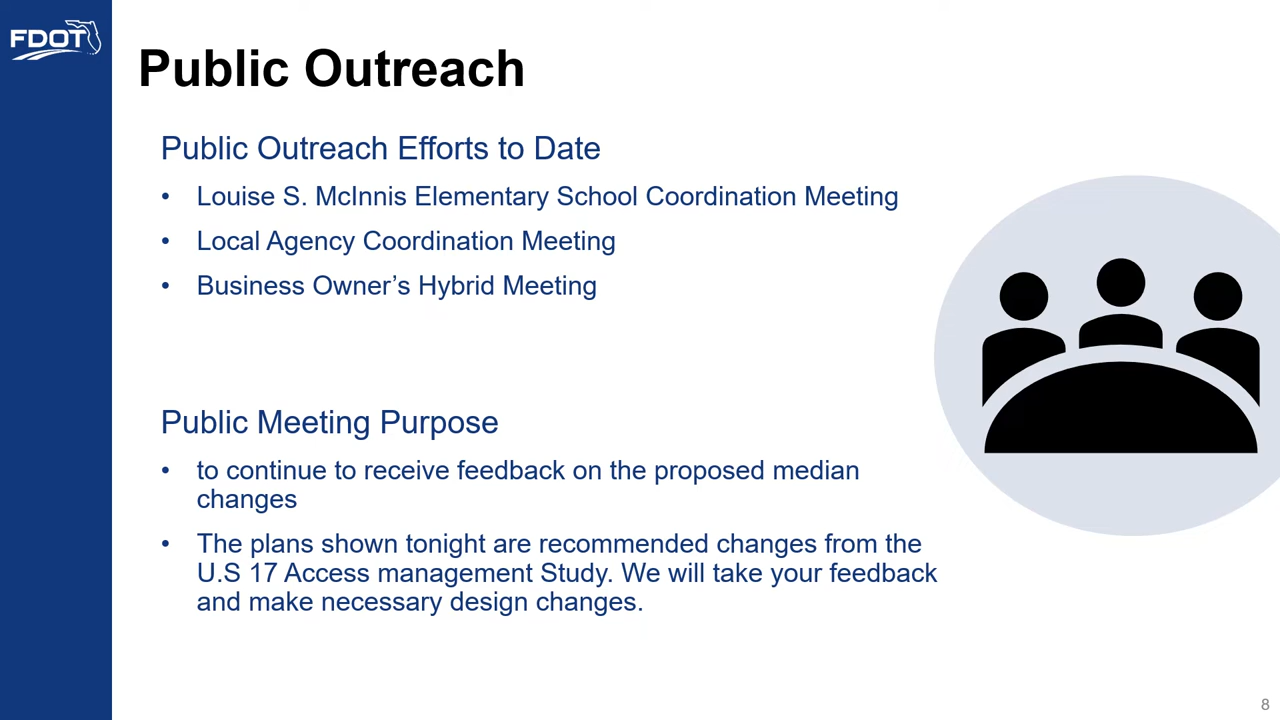 FDOT
Public Outreach
Public Outreach Efforts to Date
• Louise S. McInnis Elementary School Coordination Meeting
• Local Agency Coordination Meeting
• Business Owner’s Hybrid Meeting
Public Meeting Purpose
• to continue to receive feedback on the proposed median
changes
• The plans shown tonight are recommended changes from the
U.S 17 Access management Study. We will take your feedback
and make necessary design changes.
8